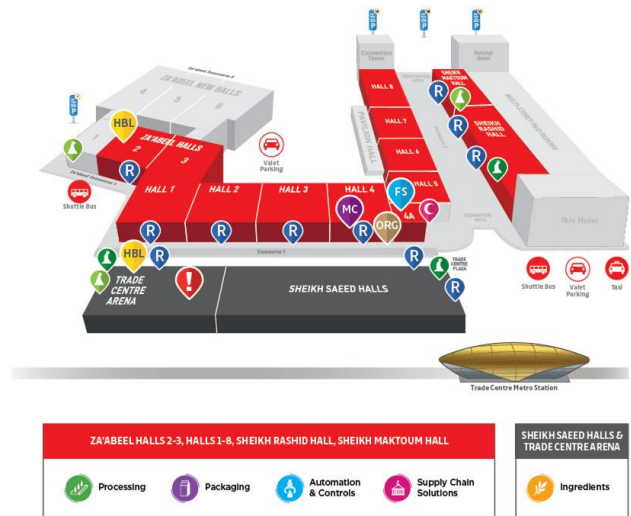 Convention
Tower
Novotel
Hotel
Za'abeel Concourse 2
ZA'ABEEL NEW HALLS
4
5
6
HALL 8
SHEIKH
MAKTOUM
HALL
R
HBL
ZA'ABEEL HALLS
1
2
3
R
Valet
Parking
PAVILION HALL
HALL 7
HALL 6
SHEIKH
RASHID
HALL
R
R
Shuttle Bus
HALL 1
HALL 2
HALL 3
HALL 4
HALL 5
FS
MC
ORG
4A
C
Ibis Hotel
R
R
R
R
HBL
R
Concourse 1
R
TRADE
CENTRE
PLAZA
R
TRADE
CENTRE
ARENA
!
SHEIKH SAEED HALLS
Shuttle Bus
Valet
Parking
Taxi
Trade Centre Metro Station
ZA'ABEEL HALLS 2-3, HALLS 1-8, SHEIKH RASHID HALL, SHEIKH MAKTOUM HALL
Processing
Packaging
Automation
& Controls
Supply Chain
Solutions
SHEIKH SAEED HALLS &
TRADE CENTRE ARENA
Ingredients